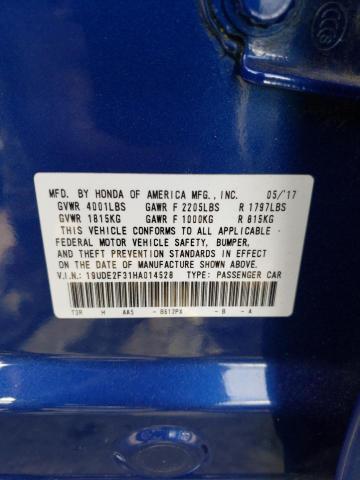 MFD. BY HONDA OF AMERICA MFG., INC. 05/'17
GVWR 4001LBS GAWR F 2205LBS R 1797LBS
GVWR 1815KG GAWR F 1000KG R 815KG
THIS VEHICLE CONFORMS TO ALL APPLICABLE
FEDERAL MOTOR VEHICLE SAFETY, BUMPER,
AND THEFT PREVENTION STANDARDS IN EFFECT
ON THE DATE OF MANUFACTURE SHOWN ABOVE.
V.I.N.: 19UDE2F31HA014528 TYPE: PASSENGER CAR
T3R H AA5 - B612PX - B - A